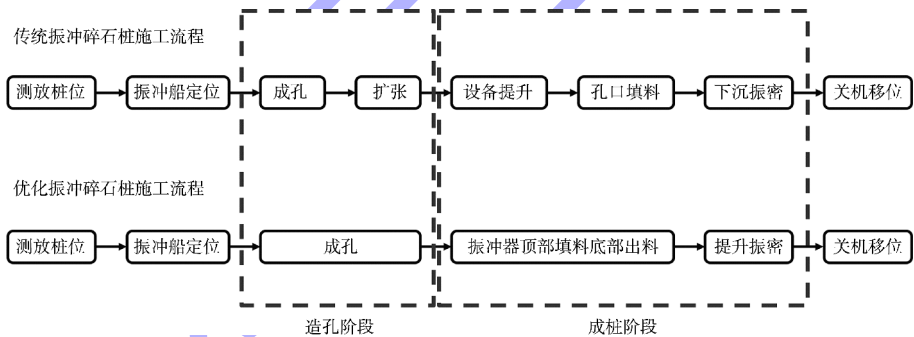 传统振冲碎石桩施工流程
测放桩位 振冲船定位 成孔 扩张 设备提升 孔口填料 下沉振密 关机移位
优化振冲碎石桩施工流程
测放桩位 振冲船定位 成孔 振冲器顶部填料底部出料 提升振密 关机移位
造孔阶段 成桩阶段